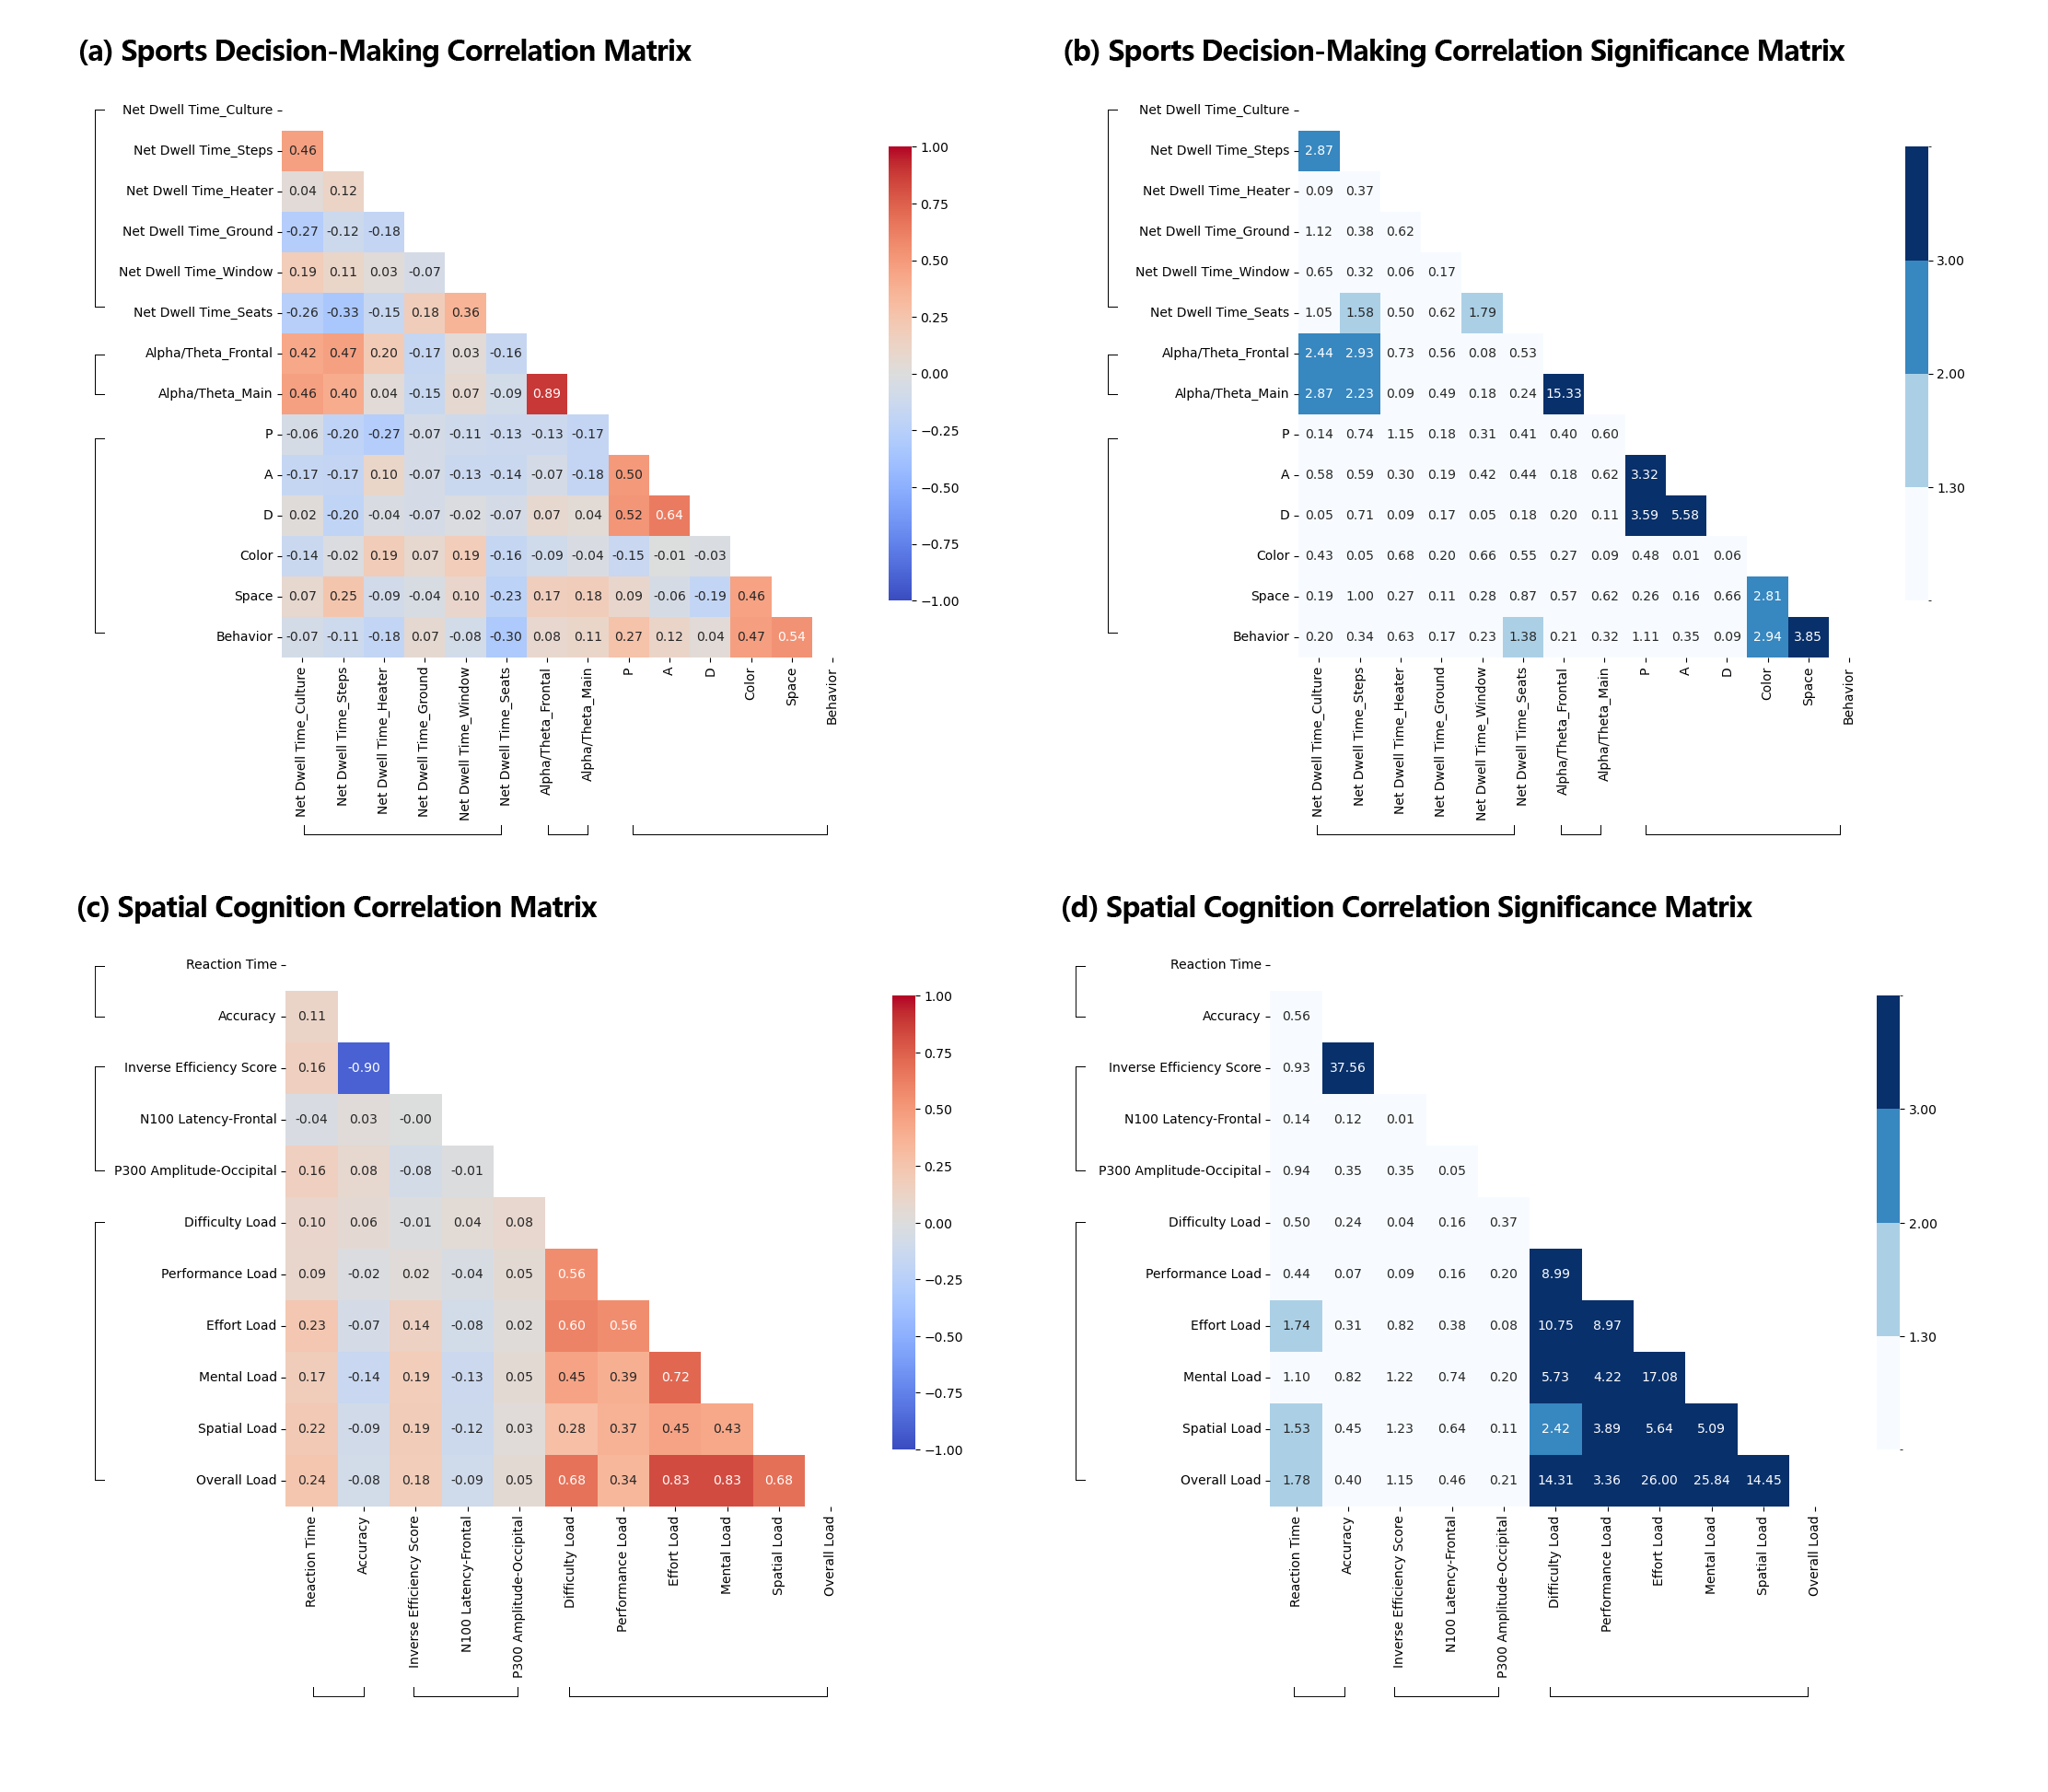 (a) Sports Decision-Making Correlation Matrix
Net Dwell Time_Culture
Net Dwell Time_Steps 0.46
Net Dwell Time_Heater 0.04 0.12
Net Dwell Time_Ground -0.27 -0.12 -0.18
Net Dwell Time_Window 0.19 0.11 0.03 -0.07
Net Dwell Time_Seats -0.26 -0.33 -0.15 0.18 0.36
Alpha/Theta_Frontal 0.42 0.47 0.20 -0.17 0.03 -0.16
Alpha/Theta_Main 0.46 0.40 0.04 -0.15 0.07 -0.09 0.89
P -0.06 -0.20 -0.27 -0.07 -0.11 -0.13 -0.13 -0.17
A -0.17 -0.17 0.10 -0.07 -0.13 -0.14 -0.07 -0.18 0.50
D 0.02 -0.20 -0.04 -0.07 -0.02 -0.07 0.07 0.04 0.52 0.64
Color -0.14 -0.02 0.19 0.07 0.19 -0.16 -0.09 -0.04 -0.15 -0.01 -0.03
Space 0.07 0.25 -0.09 -0.04 0.10 -0.23 0.17 0.18 0.09 -0.06 -0.19 0.46
Behavior -0.07 -0.11 -0.18 0.07 -0.08 -0.30 0.08 0.11 0.27 0.12 0.04 0.47 0.54
Net Dwell Time_Culture
Net Dwell Time_Steps
Net Dwell Time_Heater
Net Dwell Time_Ground
Net Dwell Time_Window
Net Dwell Time_Seats
Alpha/Theta_Frontal
Alpha/Theta_Main
P
A
D
Color
Space
Behavior
1.00
0.75
0.50
0.25
0.00
−0.25
−0.50
−0.75
−1.00
(b) Sports Decision-Making Correlation Significance Matrix
Net Dwell Time_Culture
Net Dwell Time_Steps 2.87
Net Dwell Time_Heater 0.09 0.37
Net Dwell Time_Ground 1.12 0.38 0.62
Net Dwell Time_Window 0.65 0.32 0.06 0.17
Net Dwell Time_Seats 1.05 1.58 0.50 0.62 1.79
Alpha/Theta_Frontal 2.44 2.93 0.73 0.56 0.08 0.53
Alpha/Theta_Main 2.87 2.23 0.09 0.49 0.18 0.24 15.33
P 0.14 0.74 1.15 0.18 0.31 0.41 0.40 0.60
A 0.58 0.59 0.30 0.19 0.42 0.44 0.18 0.62 3.32
D 0.05 0.71 0.09 0.17 0.05 0.18 0.20 0.11 3.59 5.58
Color 0.43 0.05 0.68 0.20 0.66 0.55 0.27 0.09 0.48 0.01 0.06
Space 0.19 1.00 0.27 0.11 0.28 0.87 0.57 0.62 0.26 0.16 0.66 2.81
Behavior 0.20 0.34 0.63 0.17 0.23 1.38 0.21 0.32 1.11 0.35 0.09 2.94 3.85
Net Dwell Time_Culture
Net Dwell Time_Steps
Net Dwell Time_Heater
Net Dwell Time_Ground
Net Dwell Time_Window
Net Dwell Time_Seats
Alpha/Theta_Frontal
Alpha/Theta_Main
P
A
D
Color
Space
Behavior
3.00
2.00
1.30
(c) Spatial Cognition Correlation Matrix
Reaction Time
Accuracy 0.11
Inverse Efficiency Score 0.16 -0.90
N100 Latency-Frontal -0.04 0.03 -0.00
P300 Amplitude-Occipital 0.16 0.08 -0.08 -0.01
Difficulty Load 0.10 0.06 -0.01 0.04 0.08
Performance Load 0.09 -0.02 0.02 -0.04 0.05 0.56
Effort Load 0.23 -0.07 0.14 -0.08 0.02 0.60 0.56
Mental Load 0.17 -0.14 0.19 -0.13 0.05 0.45 0.39 0.72
Spatial Load 0.22 -0.09 0.19 -0.12 0.03 0.28 0.37 0.45 0.43
Overall Load 0.24 -0.08 0.18 -0.09 0.05 0.68 0.34 0.83 0.83 0.68
Reaction Time
Accuracy
Inverse Efficiency Score
N100 Latency-Frontal
P300 Amplitude-Occipital
Difficulty Load
Performance Load
Effort Load
Mental Load
Spatial Load
Overall Load
1.00
0.75
0.50
0.25
0.00
−0.25
−0.50
−0.75
−1.00
(d) Spatial Cognition Correlation Significance Matrix
Reaction Time
Accuracy 0.56
Inverse Efficiency Score 0.93 37.56
N100 Latency-Frontal 0.14 0.12 0.01
P300 Amplitude-Occipital 0.94 0.35 0.35 0.05
Difficulty Load 0.50 0.24 0.04 0.16 0.37
Performance Load 0.44 0.07 0.09 0.16 0.20 8.99
Effort Load 1.74 0.31 0.82 0.38 0.08 10.75 8.97
Mental Load 1.10 0.82 1.22 0.74 0.20 5.73 4.22 17.08
Spatial Load 1.53 0.45 1.23 0.64 0.11 2.42 3.89 5.64 5.09
Overall Load 1.78 0.40 1.15 0.46 0.21 14.31 3.36 26.00 25.84 14.45
Reaction Time
Accuracy
Inverse Efficiency Score
N100 Latency-Frontal
P300 Amplitude-Occipital
Difficulty Load
Performance Load
Effort Load
Mental Load
Spatial Load
Overall Load
3.00
2.00
1.30